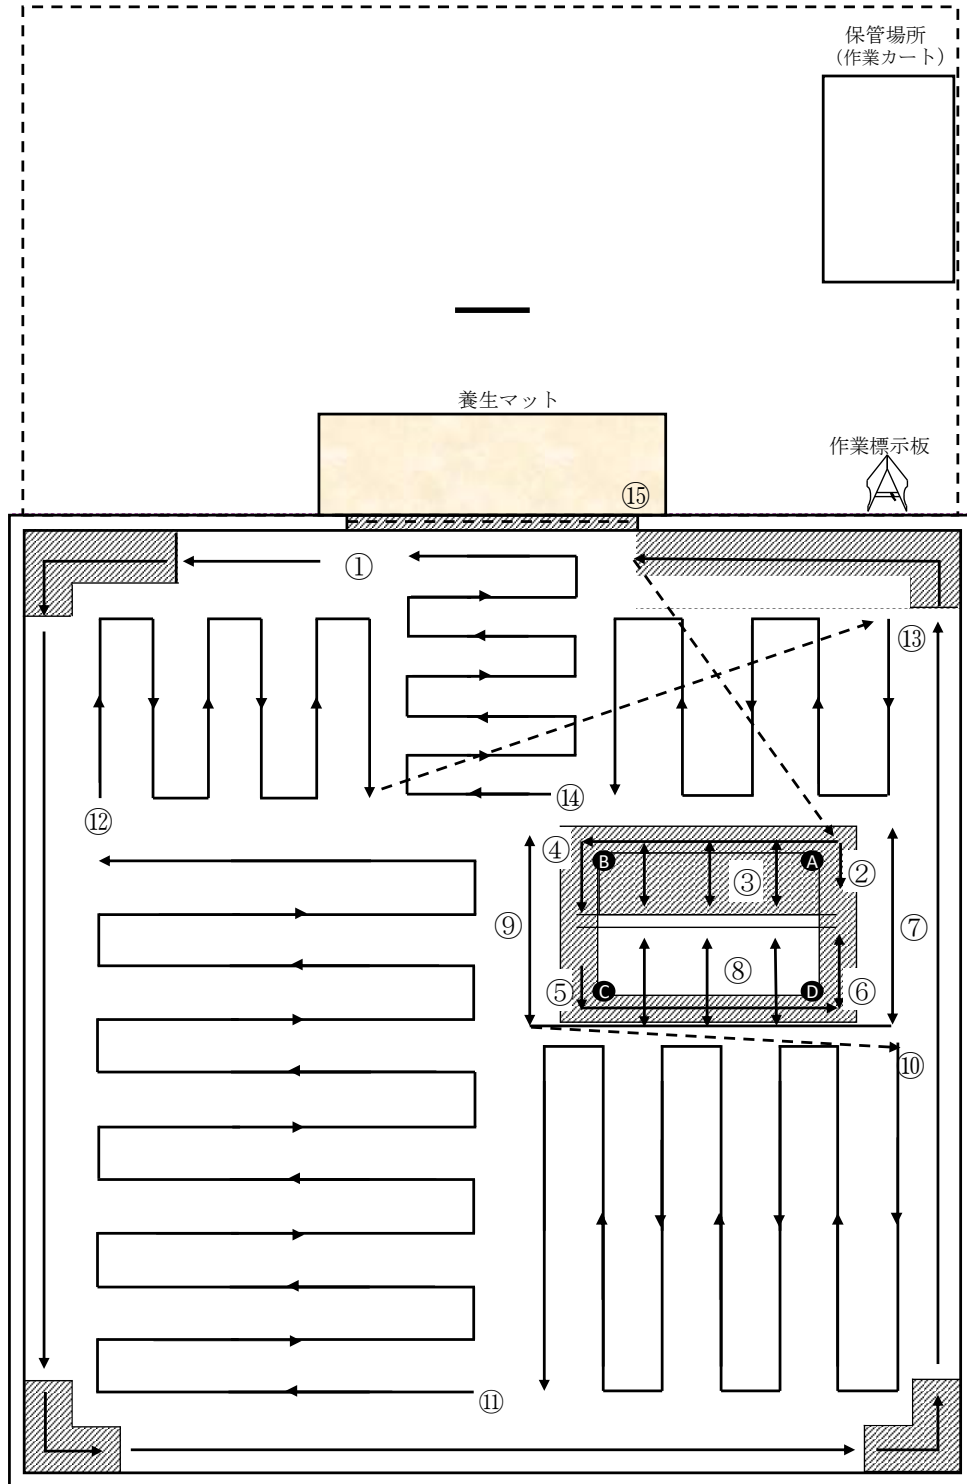 保管場所
（作業カート）
養生マット
作業標示板
⑮
①
⑬
⑭
⑫
④
B
A
②
③
⑨
⑦
⑧
⑤
C
D
⑥
⑩
⑪